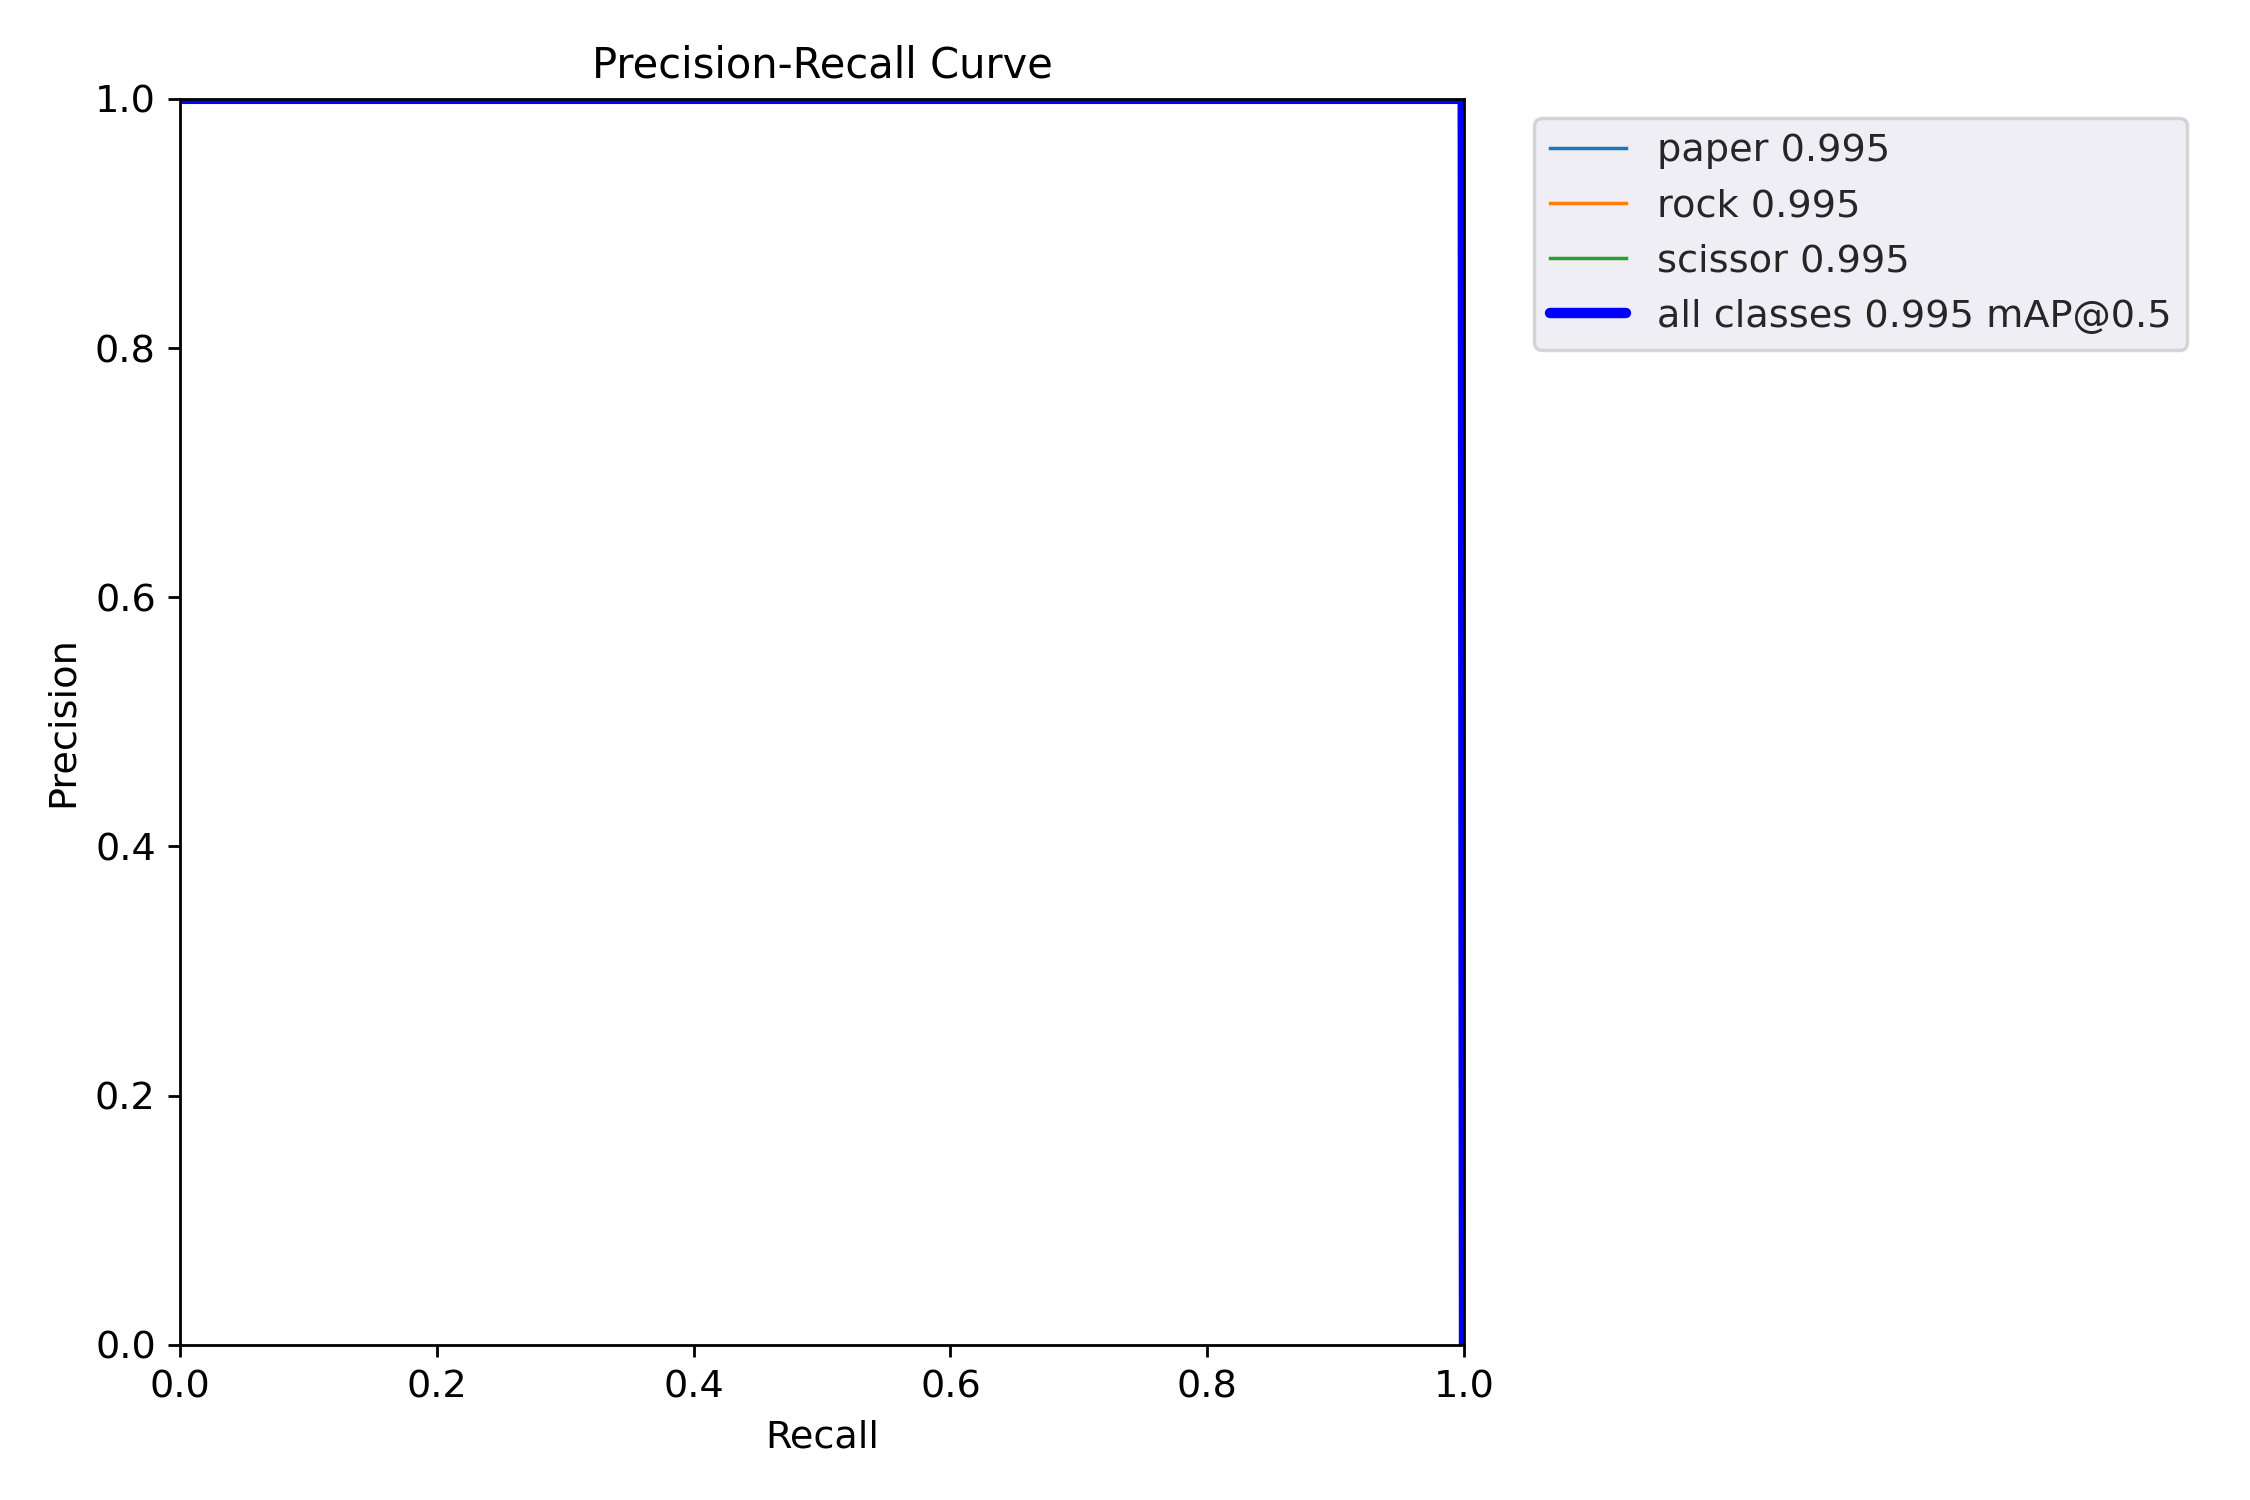 Precision-Recall Curve
1.0
0.8
0.6
0.4
0.2
0.0
Precision
0.0 0.2 0.4 0.6 0.8 1.0
Recall
paper 0.995
rock 0.995
scissor 0.995
all classes 0.995 mAP@0.5